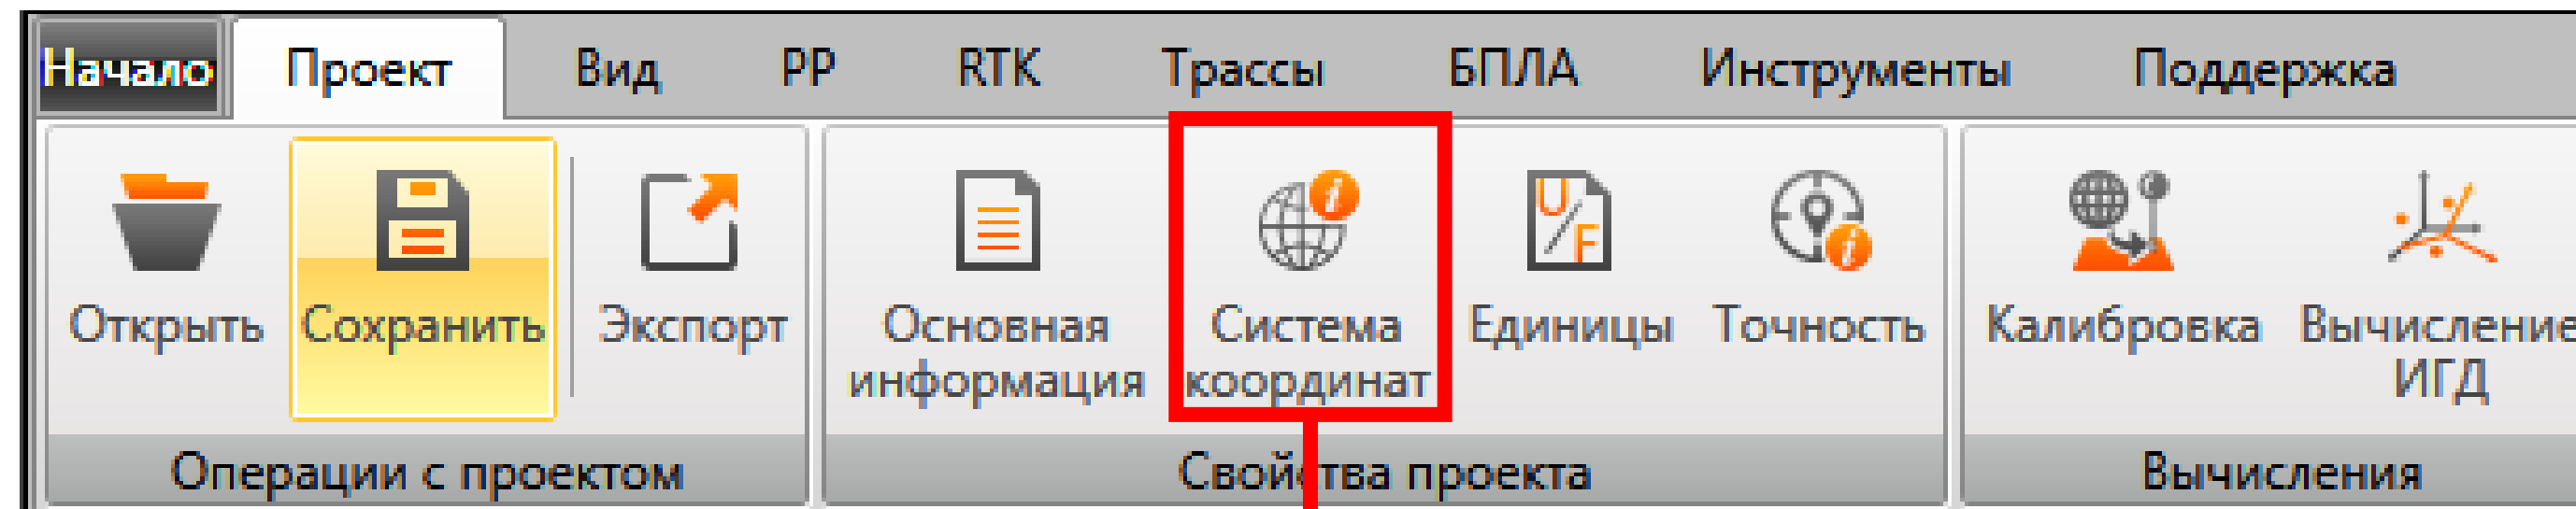 Начало Проект Вид PP RTK Трассы БПЛА Инструменты Поддержка
Открыть Сохранить Экспорт Основная Система Единицы Точность Калибровка Вычисление
информация координат ИГД
Операции с проектом Свойства проекта Вычисления